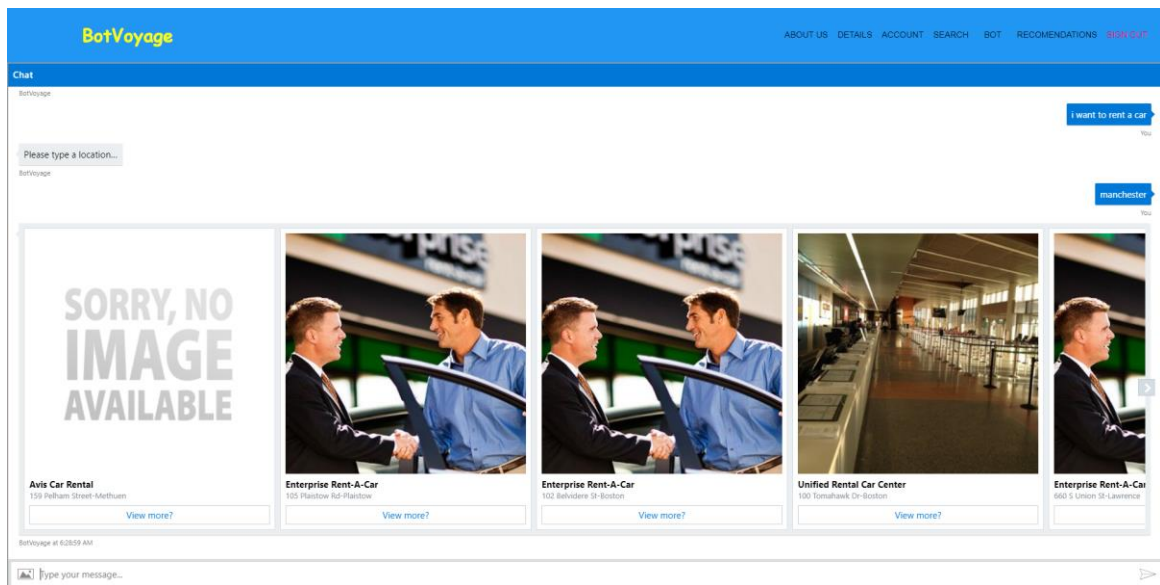 BotVoyage
ABOUT US DETAILS ACCOUNT SEARCH BOT RECOMENDATIONS SIGN OUT
Chat
BotVoyage
i want to rent a car
You
Please type a location...
BotVoyage
manchester
You
SORRY, NO
IMAGE
AVAILABLE
Avis Car Rental
159 Pelham Street-Methuen
View more?
Enterprise Rent-A-Car
105 Plaistow Rd-Plaistow
View more?
Enterprise Rent-A-Car
102 Belvidere St-Boston
View more?
Unified Rental Car Center
100 Tomahawk Dr-Boston
View more?
Enterprise Rent-A-Car
660 S Union St-Lawrence
BotVoyage at 6:28:59 AM
Type your message...